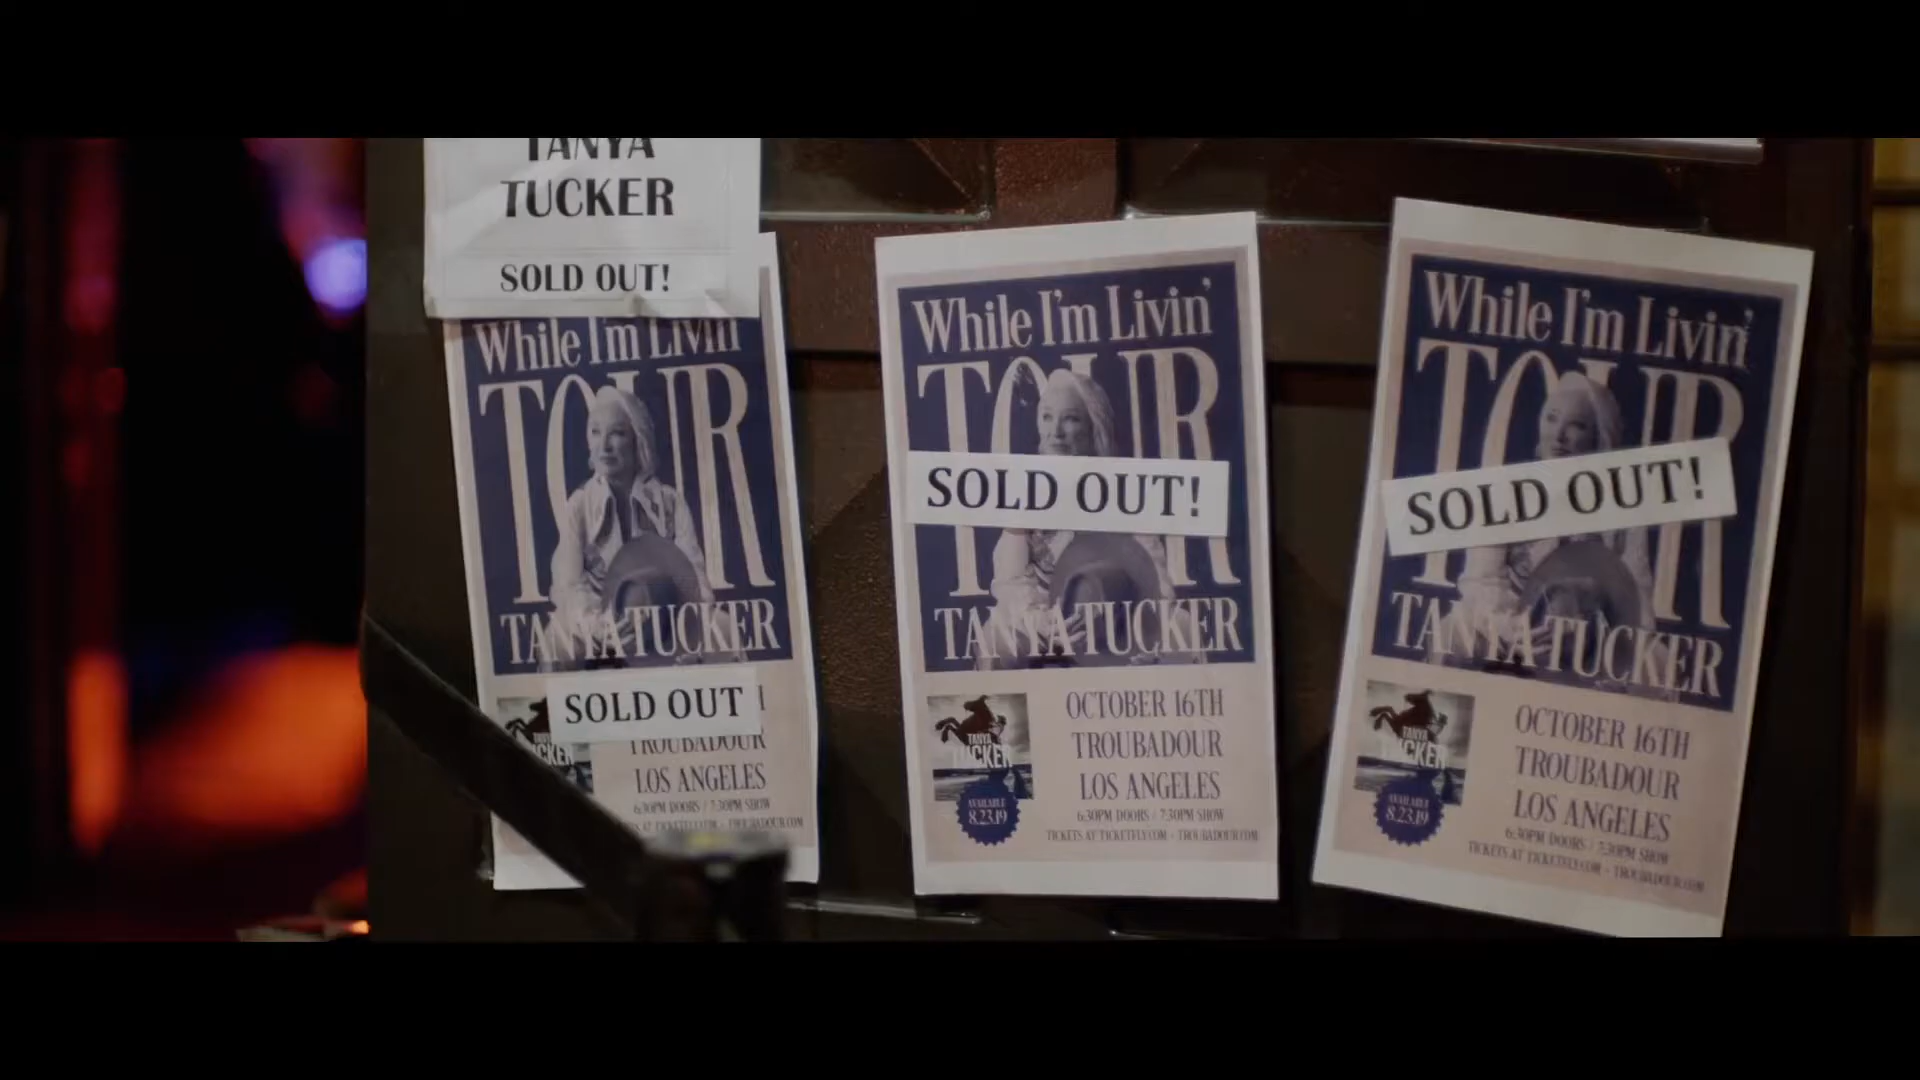 TANYA
TUCKER
SOLD OUT!
While I'm Livin'
TOUR
TANYA TUCKER
SOLD OUT
TROUBADOUR
LOS ANGELES
6:30PM DOORS / 7:30PM SHOW
TICKETFLY.COM - TROUBADOUR.COM
While I'm Livin'
TOUR
SOLD OUT!
TANYA TUCKER
TANYA
TUCKER
AVAILABLE
8.23.19
OCTOBER 16TH
TROUBADOUR
LOS ANGELES
6:30PM DOORS / 7:30PM SHOW
TICKETS AT TICKETFLY.COM - TROUBADOUR.COM
While I'm Livin'
TOUR
SOLD OUT!
TANYA TUCKER
TANYA
TUCKER
AVAILABLE
8.23.19
OCTOBER 16TH
TROUBADOUR
LOS ANGELES
6:30PM DOORS / 7:30PM SHOW
TICKETS AT TICKETFLY.COM - TROUBADOUR.COM